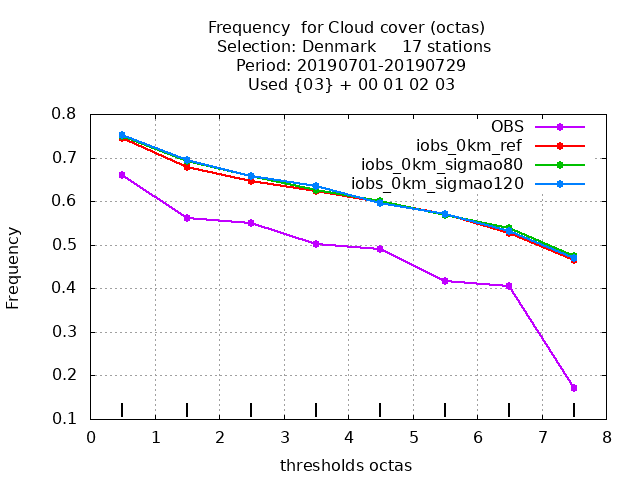 Frequency  for Cloud cover (octas)
Selection: Denmark     17 stations
Period: 20190701-20190729
Used {03} + 00 01 02 03
OBS
iobs_0km_ref
iobs_0km_sigmao80
iobs_0km_sigmao120
Frequency
0.8
0.7
0.6
0.5
0.4
0.3
0.2
0.1
0 1 2 3 4 5 6 7 8
thresholds octas